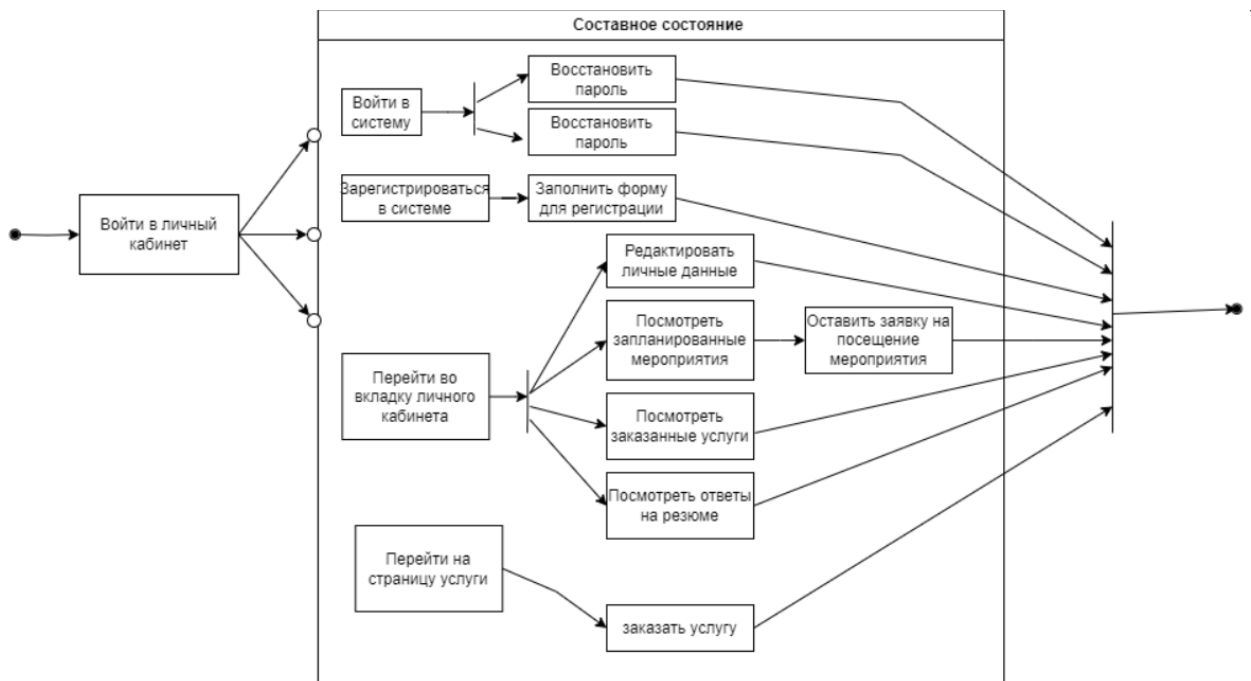 Составное состояние
Войти в
систему
Восстановить
пароль
Восстановить
пароль
Зарегистрироваться
в системе
Заполнить форму
для регистрации
Войти в личный
кабинет
Редактировать
личные данные
Посмотреть
запланированные
мероприятия
Оставить заявку на
посещение
мероприятия
Перейти во
вкладку личного
кабинета
Посмотреть
заказанные услуги
Посмотреть ответы
на резюме
Перейти на
страницу услуги
заказать услугу